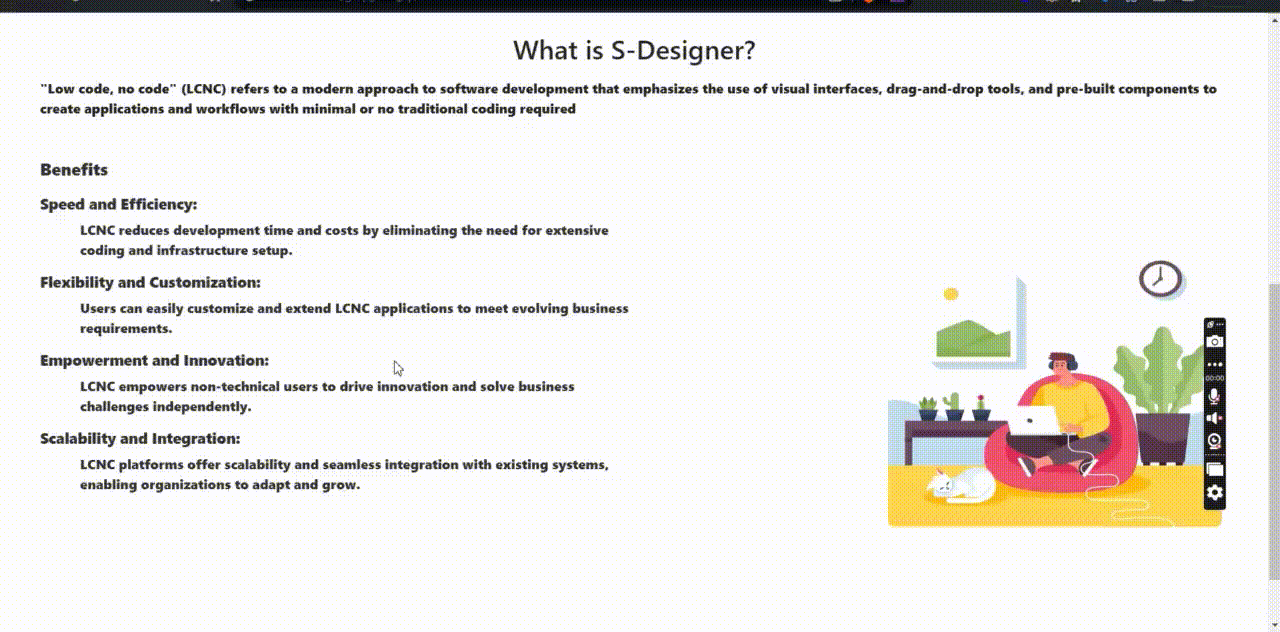 What is S-Designer?
"Low code, no code" (LCNC) refers to a modern approach to software development that emphasizes the use of visual interfaces, drag-and-drop tools, and pre-built components to
create applications and workflows with minimal or no traditional coding required
Benefits
Speed and Efficiency:
LCNC reduces development time and costs by eliminating the need for extensive
coding and infrastructure setup.
Flexibility and Customization:
Users can easily customize and extend LCNC applications to meet evolving business
requirements.
Empowerment and Innovation:
LCNC empowers non-technical users to drive innovation and solve business
challenges independently.
Scalability and Integration:
LCNC platforms offer scalability and seamless integration with existing systems,
enabling organizations to adapt and grow.
00:00